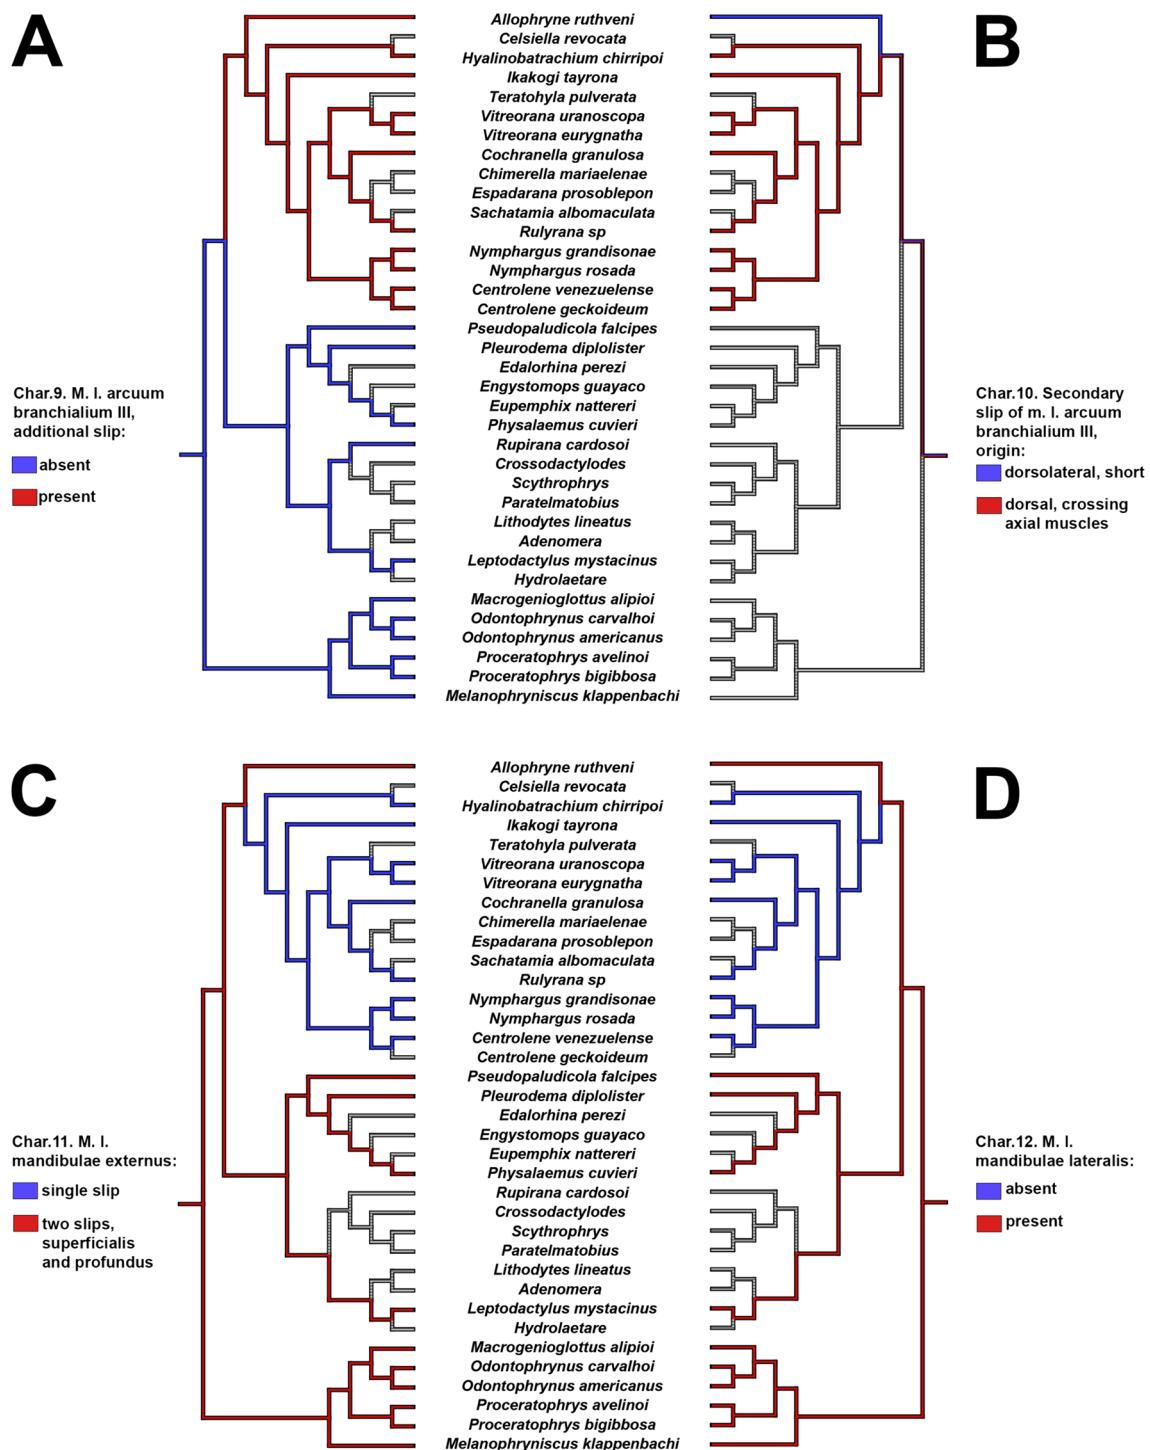 A
B
Allophryne ruthveni
Celsiella revocata
Hyalinobatrachium chirripoi
Ikakogi tayrona
Teratohyla pulverata
Vitreorana uranoscopa
Vitreorana eurygnatha
Cochranella granulosa
Chimerella mariaelenae
Espadarana prosoblepon
Sachatamia albomaculata
Rulyrana sp
Nymphargus grandisonae
Nymphargus rosada
Centrolene venezuelense
Centrolene geckoideum
Pseudopaludicola falcipes
Pleurodema diplolister
Edalorhina perezi
Engystomops guayaco
Eupemphix nattereri
Physalaemus cuvieri
Rupirana cardosoi
Crossodactylodes
Scythrophrys
Paratelmatobius
Lithodytes lineatus
Adenomera
Leptodactylus mystacinus
Hydrolaetare
Macrogenioglottus alipioi
Odontophrynus carvalhoi
Odontophrynus americanus
Proceratophrys avelinoi
Proceratophrys bigibbosa
Melanophryniscus klappenbachi
Char.9. M. l. arcuum
branchialium III,
additional slip:
absent
present
Char.10. Secondary
slip of m. l. arcuum
branchialium III,
origin:
dorsolateral, short
dorsal, crossing
axial muscles
C
D
Allophryne ruthveni
Celsiella revocata
Hyalinobatrachium chirripoi
Ikakogi tayrona
Teratohyla pulverata
Vitreorana uranoscopa
Vitreorana eurygnatha
Cochranella granulosa
Chimerella mariaelenae
Espadarana prosoblepon
Sachatamia albomaculata
Rulyrana sp
Nymphargus grandisonae
Nymphargus rosada
Centrolene venezuelense
Centrolene geckoideum
Pseudopaludicola falcipes
Pleurodema diplolister
Edalorhina perezi
Engystomops guayaco
Eupemphix nattereri
Physalaemus cuvieri
Rupirana cardosoi
Crossodactylodes
Scythrophrys
Paratelmatobius
Lithodytes lineatus
Adenomera
Leptodactylus mystacinus
Hydrolaetare
Macrogenioglottus alipioi
Odontophrynus carvalhoi
Odontophrynus americanus
Proceratophrys avelinoi
Proceratophrys bigibbosa
Melanophryniscus klappenbachi
Char.11. M. l.
mandibulae externus:
single slip
two slips,
superficialis
and profundus
Char.12. M. l.
mandibulae lateralis:
absent
present